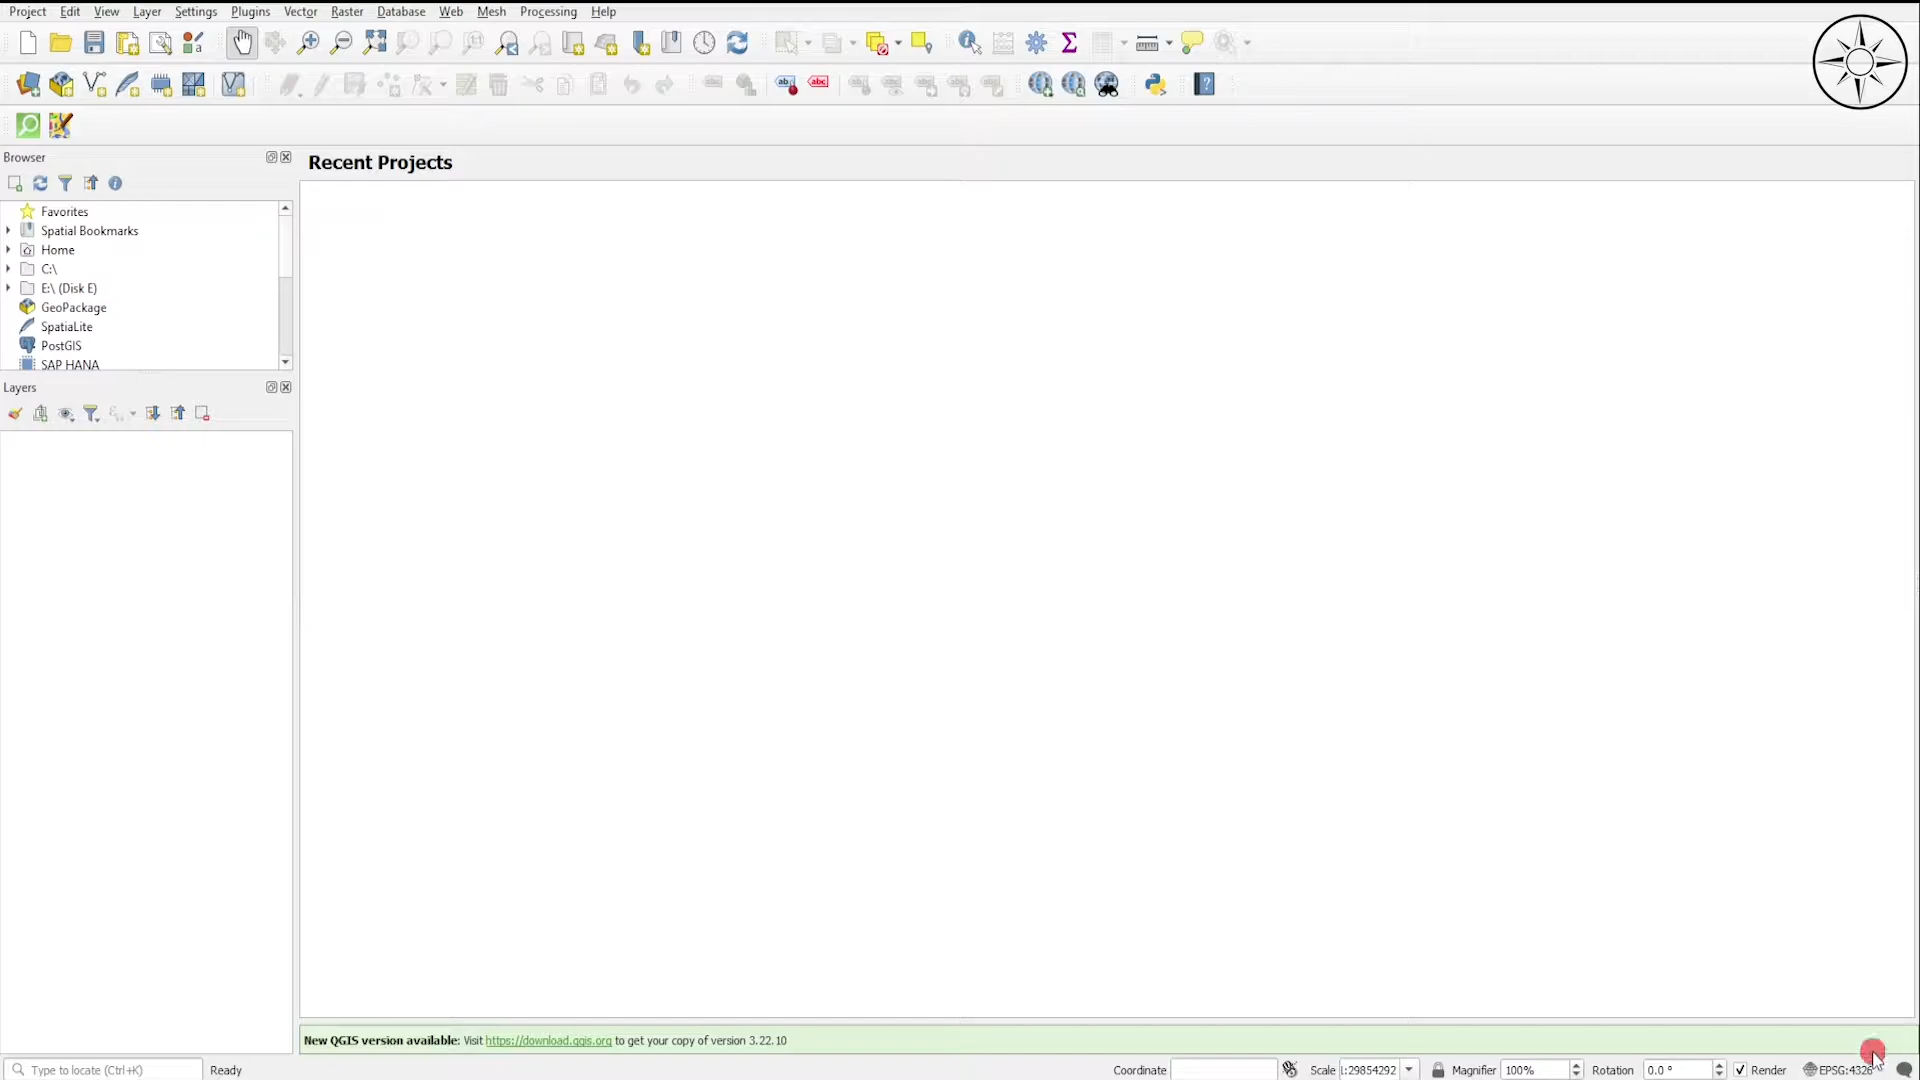 Project Edit View Layer Settings Plugins Vector Raster Database Web Mesh Processing Help
abc
abc
Browser
Recent Projects
Favorites
Spatial Bookmarks
Home
C:\
E:\ (Disk E)
GeoPackage
SpatiaLite
PostGIS
SAP HANA
Layers
New QGIS version available: Visit https://download.qgis.org to get your copy of version 3.22.10
Type to locate (Ctrl+K) Ready Coordinate Scale 1:29854292 Magnifier 100% Rotation 0.0 ° Render EPSG:4326